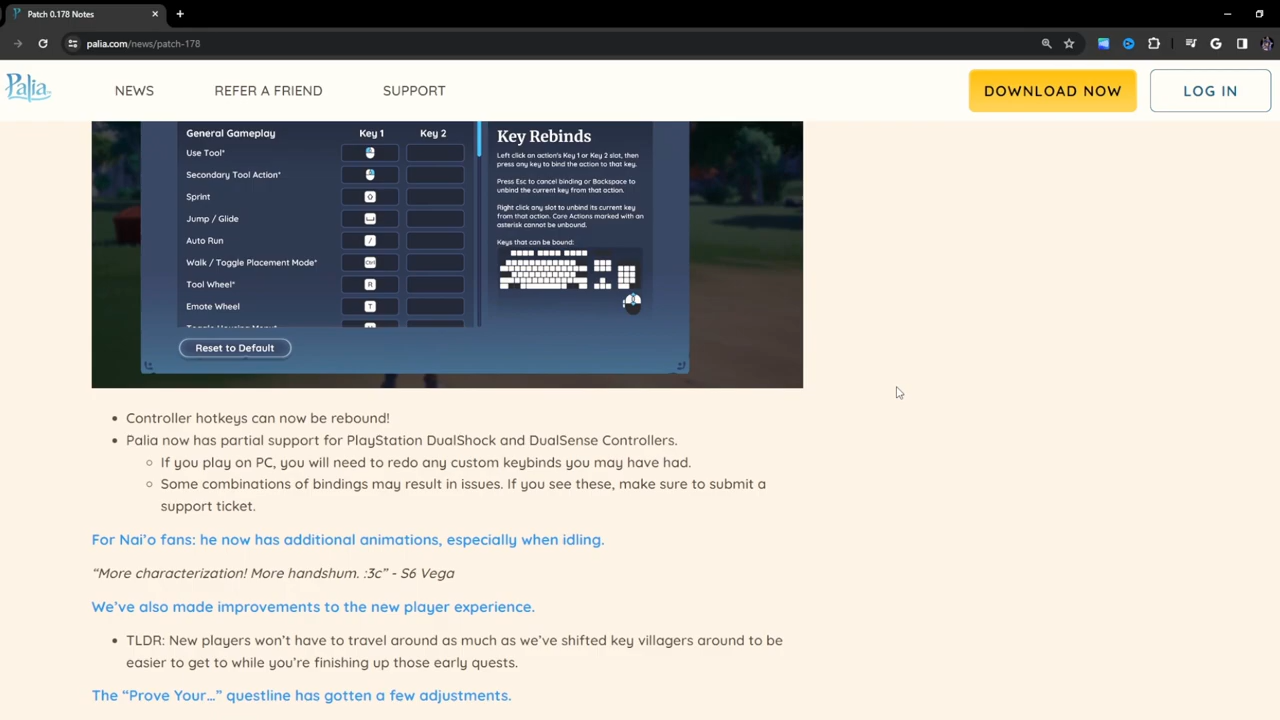 Patch 0.178 Notes
palia.com/news/patch-178
Palia
NEWS
REFER A FRIEND
SUPPORT
DOWNLOAD NOW
LOG IN
General Gameplay Key 1 Key 2
Use Tool*
Secondary Tool Action*
Sprint
Jump / Glide
Auto Run /
Walk / Toggle Placement Mode* Ctrl
Tool Wheel* R
Emote Wheel T
Toggle Housing Menu*
Reset to Default
Key Rebinds
Left click an action's Key 1 or Key 2 slot, then
press any key to bind the action to that key.
Press Esc to cancel binding or Backspace to
unbind the current key from that action.
Right click any slot to unbind its current key
from that action. Core Actions marked with an
asterisk cannot be unbound.
Keys that can be bound:
• Controller hotkeys can now be rebound!
• Palia now has partial support for PlayStation DualShock and DualSense Controllers.
○ If you play on PC, you will need to redo any custom keybinds you may have had.
○ Some combinations of bindings may result in issues. If you see these, make sure to submit a
support ticket.
For Nai’o fans: he now has additional animations, especially when idling.
“More characterization! More handshum. :3c” - S6 Vega
We’ve also made improvements to the new player experience.
• TLDR: New players won’t have to travel around as much as we’ve shifted key villagers around to be
easier to get to while you’re finishing up those early quests.
The “Prove Your…” questline has gotten a few adjustments.